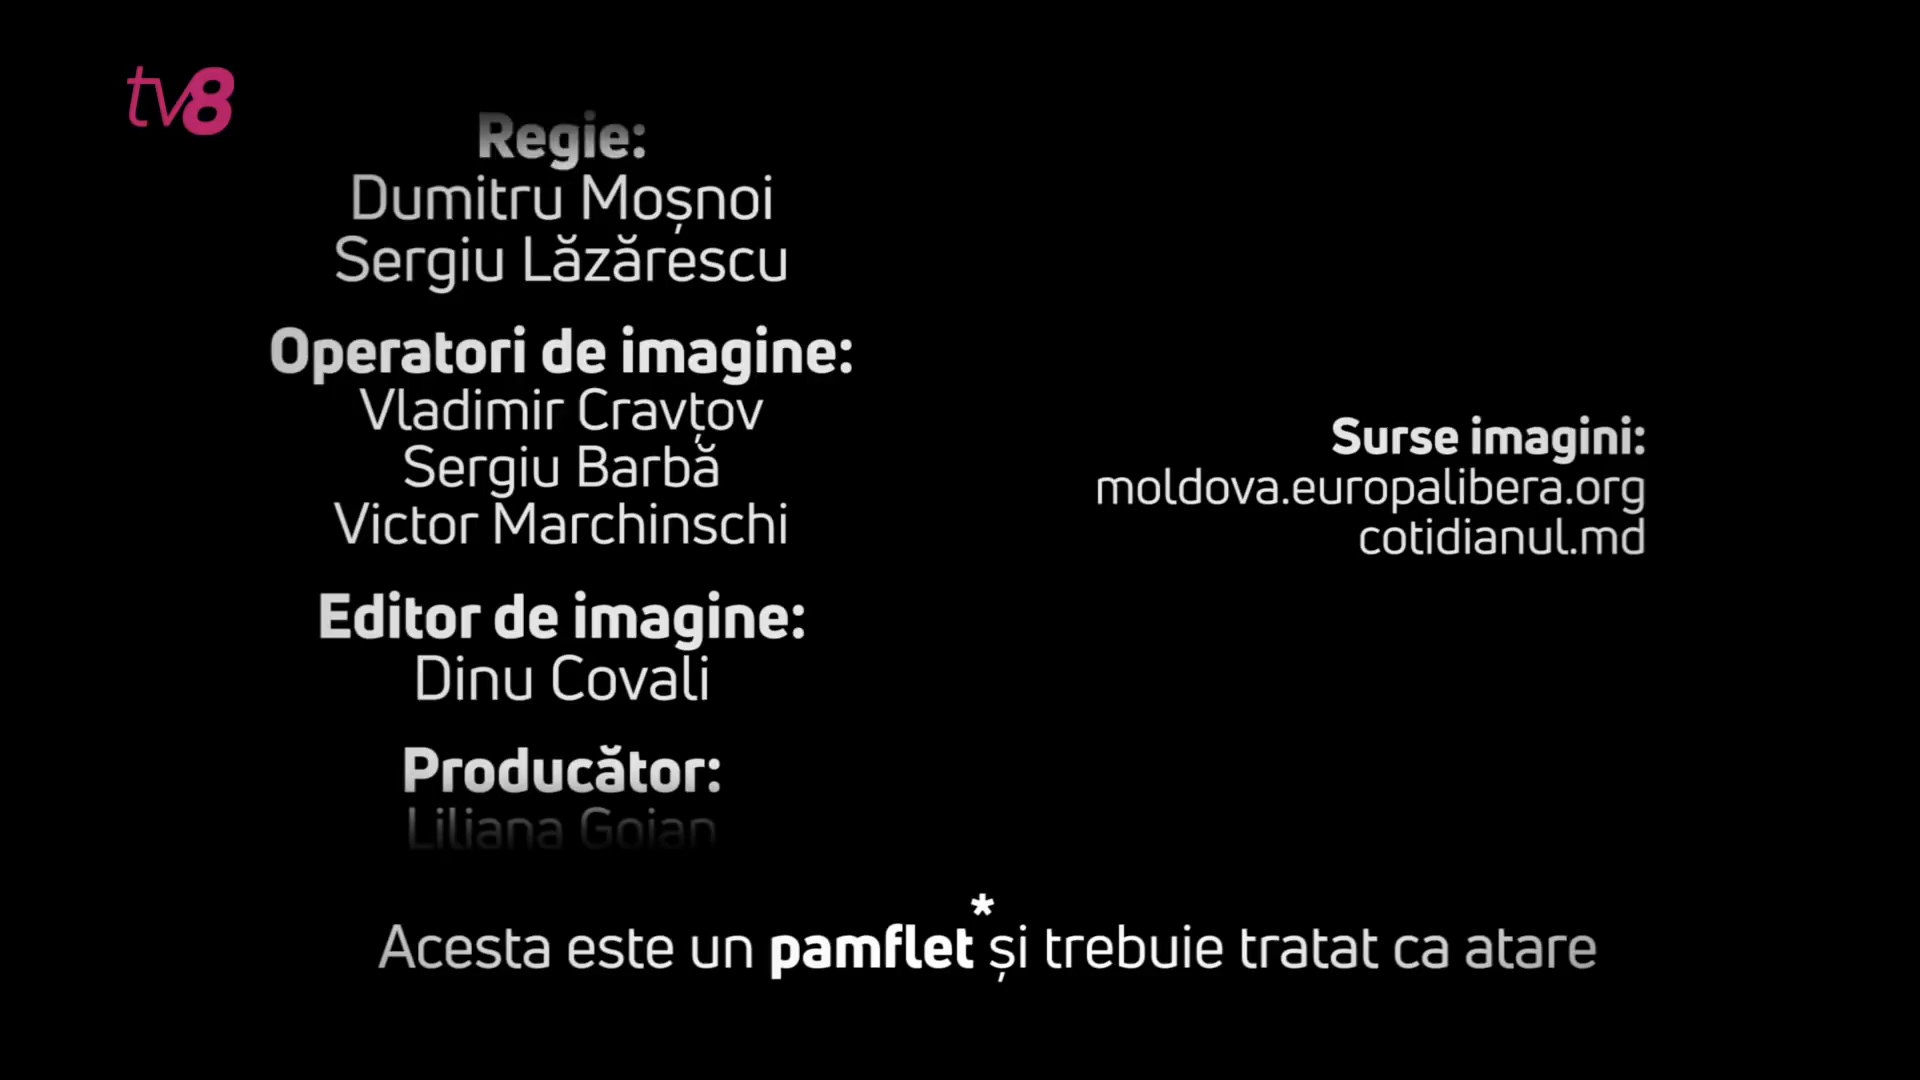 tv8
Regie:
Dumitru Moșnoi
Sergiu Lăzărescu
Operatori de imagine:
Vladimir Cravțov
Sergiu Barbă
Victor Marchinschi
Editor de imagine:
Dinu Covali
Producător:
Liliana Goian
Surse imagini:
moldova.europalibera.org
cotidianul.md
Acesta este un pamflet* și trebuie tratat ca atare